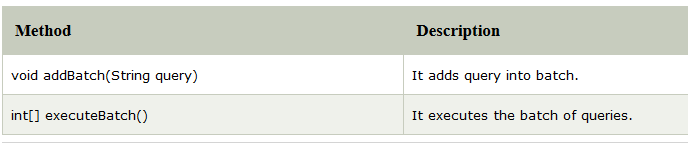 Method Description
void addBatch(String query) It adds query into batch.
int[] executeBatch() It executes the batch of queries.